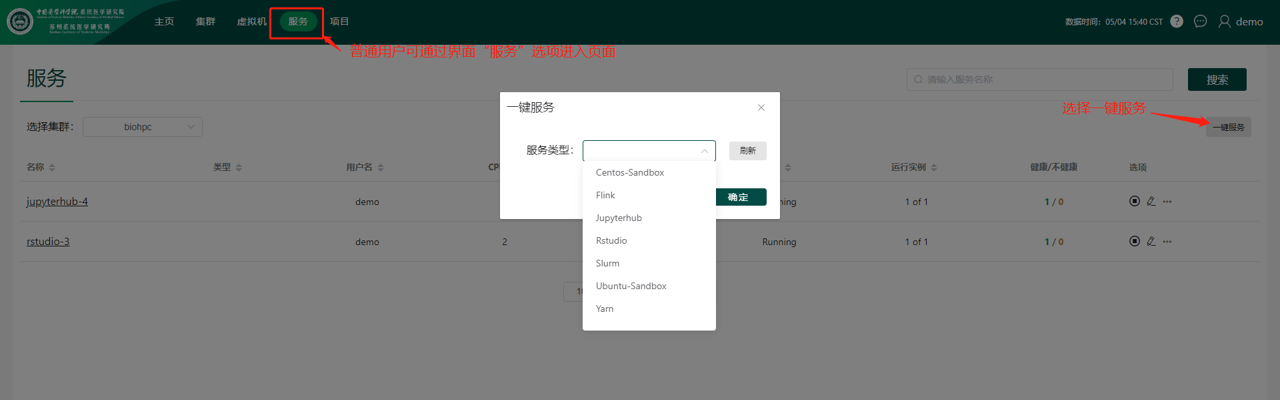 中国医学科学院 系统医学研究院
苏州系统医学研究所
主页 集群 虚拟机 服务 项目
数据时间：05/04 15:40 CST ? demo
普通用户可通过界面“服务”选项进入页面
服务
请输入服务名称 搜索
选择一键服务
选择集群： biohpc
一键服务
一键服务
服务类型： 刷新
Centos-Sandbox
Flink
Jupyterhub
Rstudio
Slurm
Ubuntu-Sandbox
Yarn
确定
名称 类型 用户名 CP 运行实例 健康/不健康 选项
jupyterhub-4 demo 1 of 1 1 / 0
rstudio-3 demo 2 Running 1 of 1 1 / 0